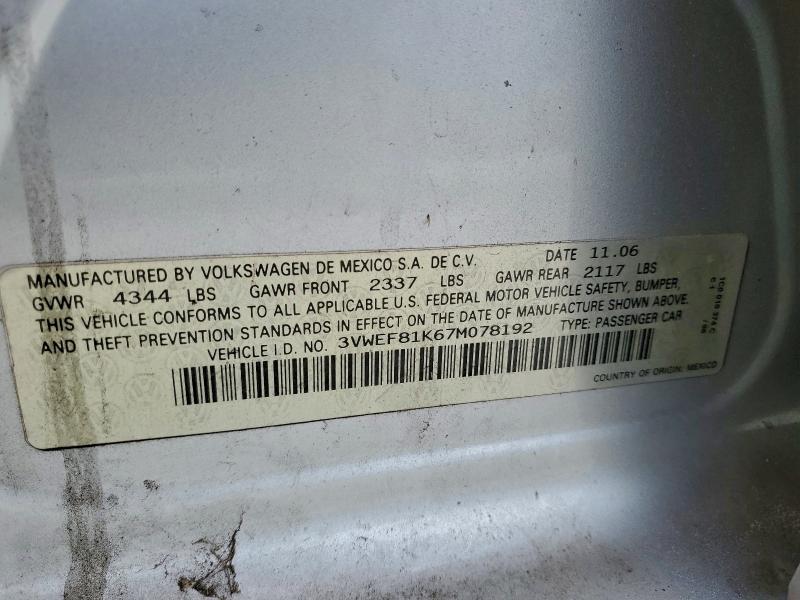 MANUFACTURED BY VOLKSWAGEN DE MEXICO S.A. DE C.V. DATE 11.06
GVWR 4344 LBS GAWR FRONT 2337 LBS GAWR REAR 2117 LBS
THIS VEHICLE CONFORMS TO ALL APPLICABLE U.S. FEDERAL MOTOR VEHICLE SAFETY, BUMPER,
AND THEFT PREVENTION STANDARDS IN EFFECT ON THE DATE OF MANUFACTURE SHOWN ABOVE.
VEHICLE I.D. NO. 3VWEF81K67M078192 TYPE: PASSENGER CAR
COUNTRY OF ORIGIN: MEXICO